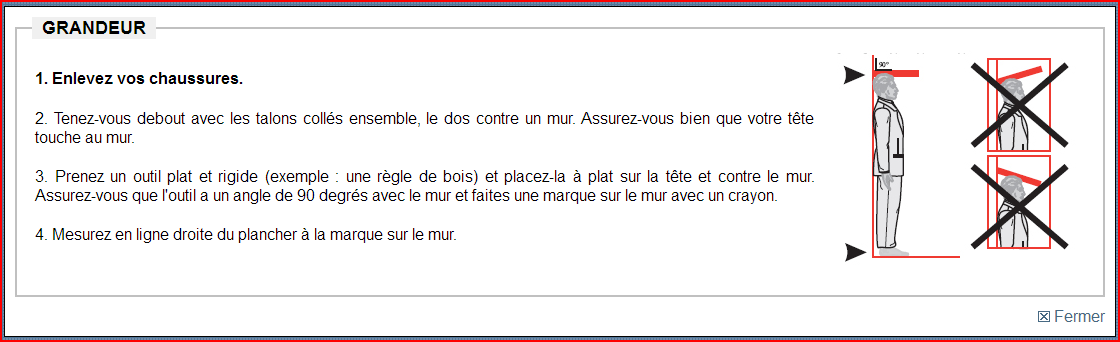 GRANDEUR
1. Enlevez vos chaussures.
2. Tenez-vous debout avec les talons collés ensemble, le dos contre un mur. Assurez-vous bien que votre tête
touche au mur.
3. Prenez un outil plat et rigide (exemple : une règle de bois) et placez-la à plat sur la tête et contre le mur.
Assurez-vous que l'outil a un angle de 90 degrés avec le mur et faites une marque sur le mur avec un crayon.
4. Mesurez en ligne droite du plancher à la marque sur le mur.
90°
Fermer